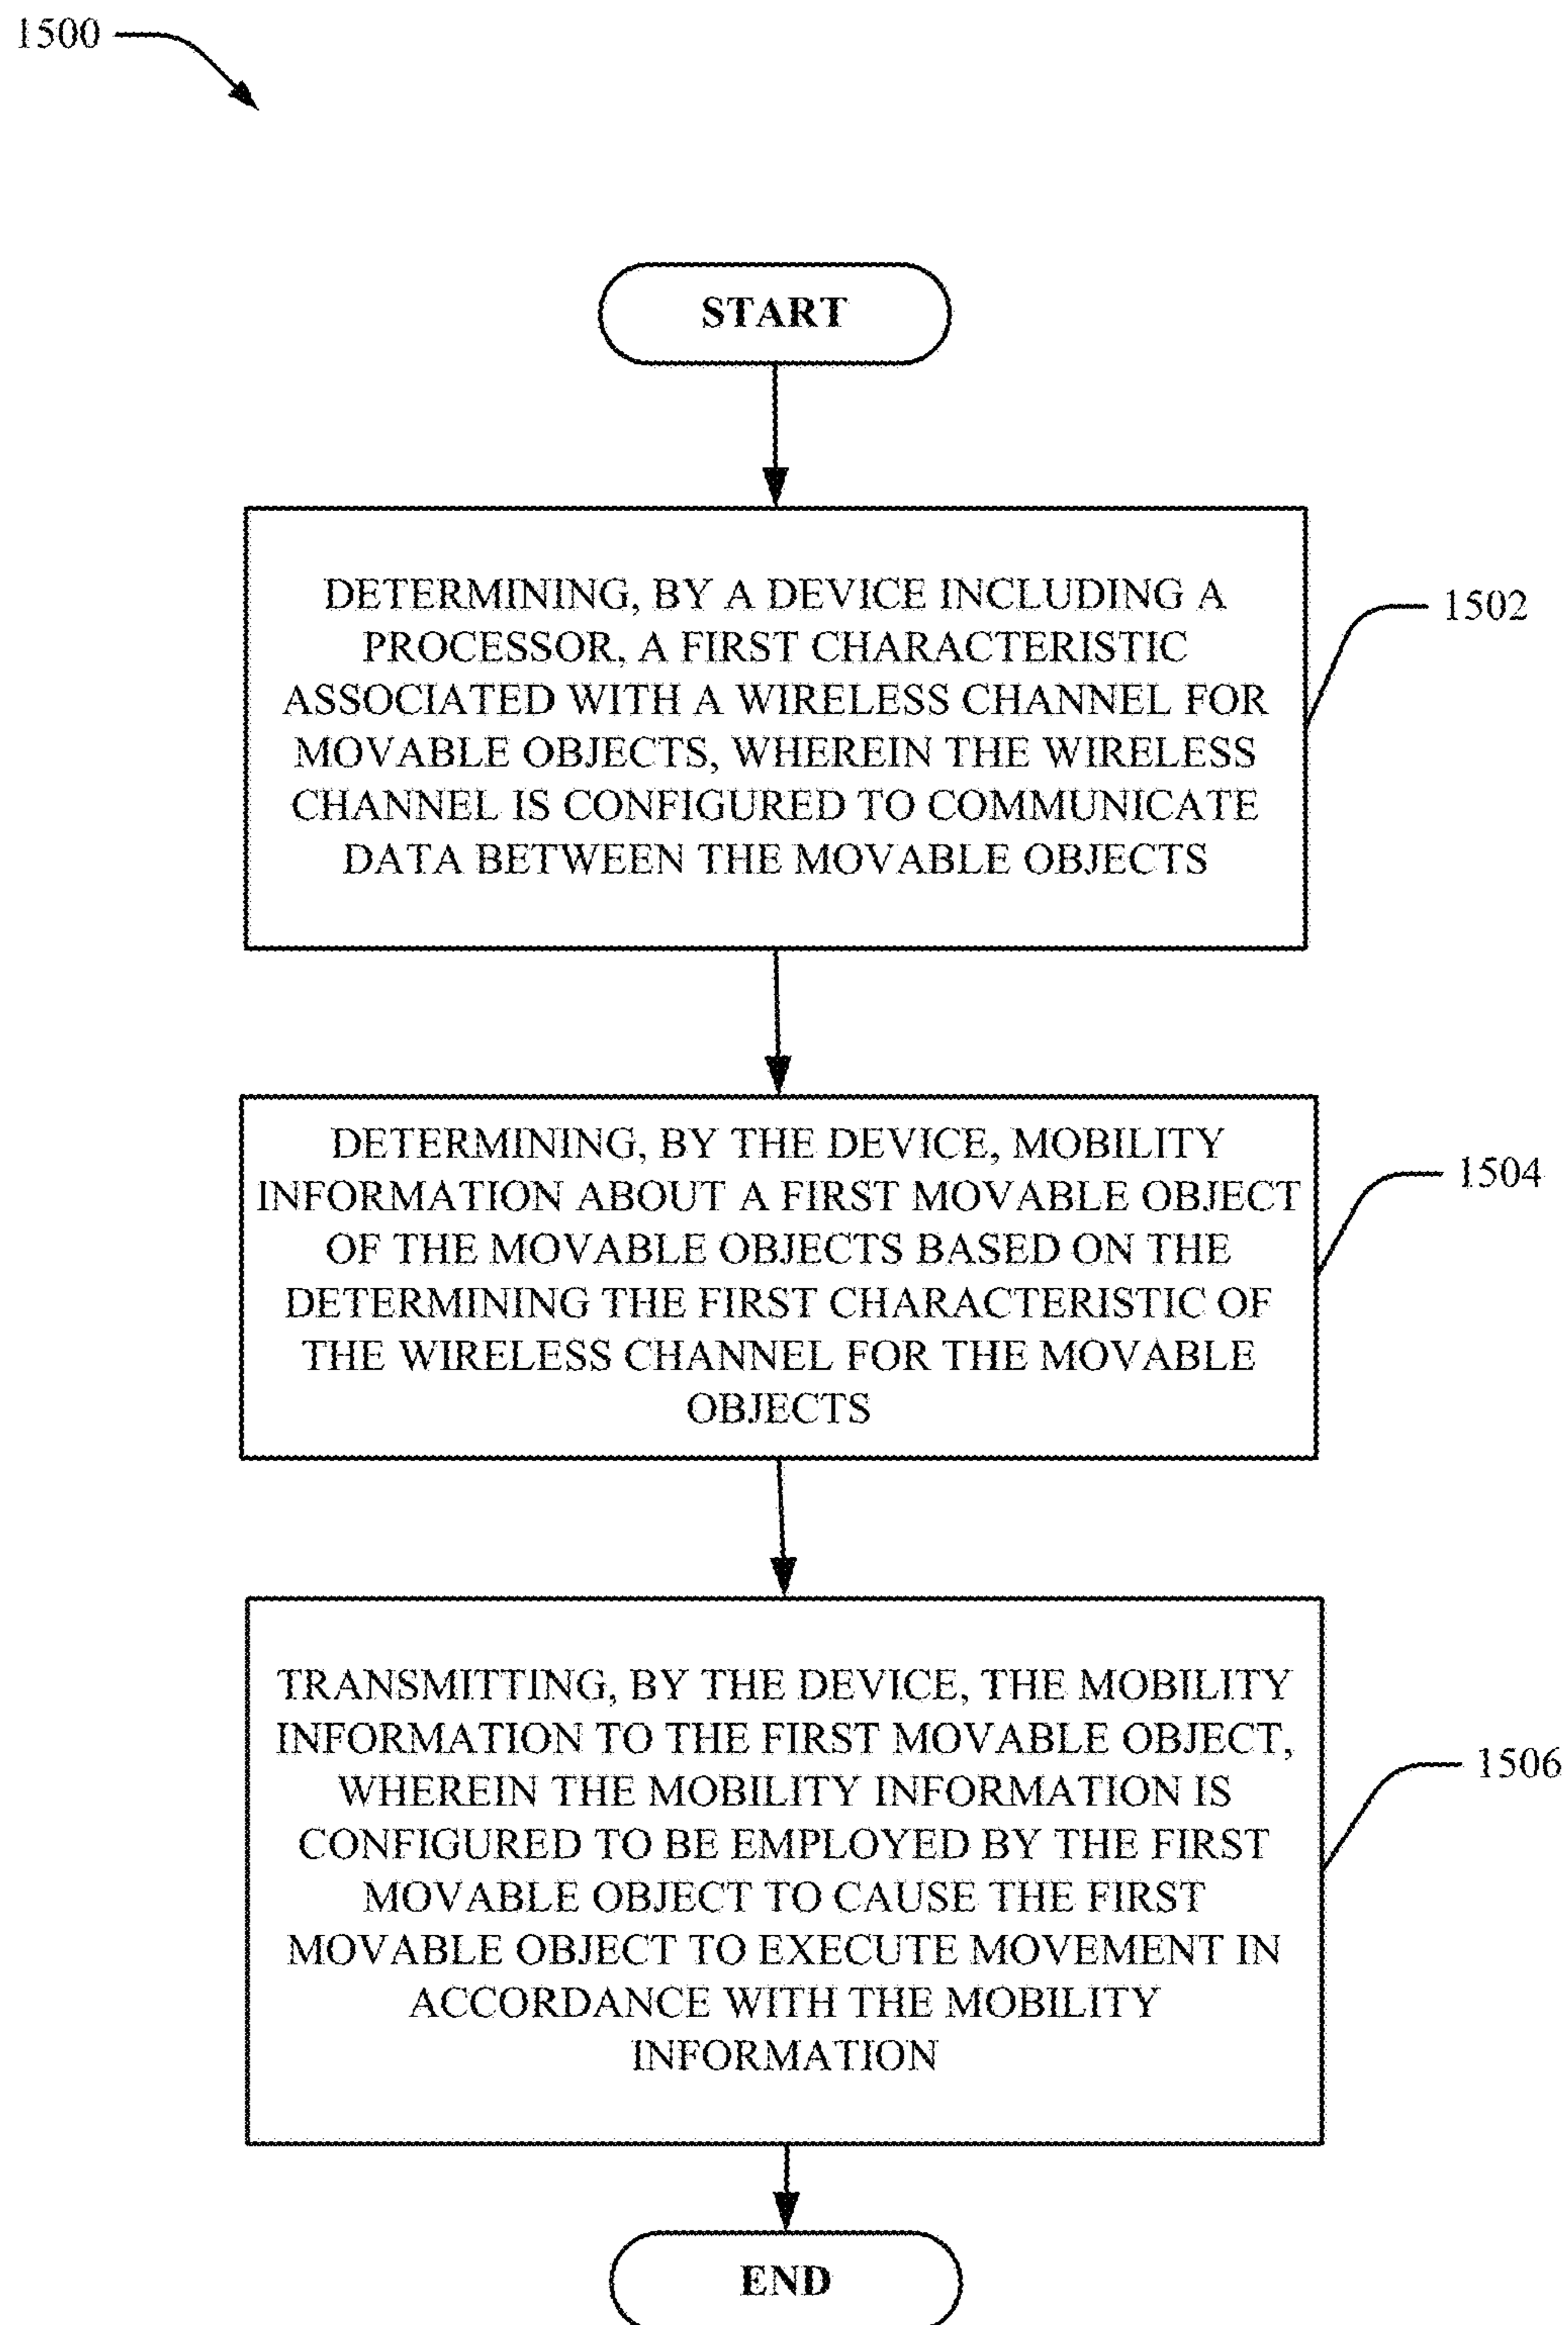 1500
START
DETERMINING, BY A DEVICE INCLUDING A
PROCESSOR, A FIRST CHARACTERISTIC
ASSOCIATED WITH A WIRELESS CHANNEL FOR
MOVABLE OBJECTS, WHEREIN THE WIRELESS
CHANNEL IS CONFIGURED TO COMMUNICATE
DATA BETWEEN THE MOVABLE OBJECTS
1502
DETERMINING, BY THE DEVICE, MOBILITY
INFORMATION ABOUT A FIRST MOVABLE OBJECT
OF THE MOVABLE OBJECTS BASED ON THE
DETERMINING THE FIRST CHARACTERISTIC OF
THE WIRELESS CHANNEL FOR THE MOVABLE
OBJECTS
1504
TRANSMITTING, BY THE DEVICE, THE MOBILITY
INFORMATION TO THE FIRST MOVABLE OBJECT,
WHEREIN THE MOBILITY INFORMATION IS
CONFIGURED TO BE EMPLOYED BY THE FIRST
MOVABLE OBJECT TO CAUSE THE FIRST
MOVABLE OBJECT TO EXECUTE MOVEMENT IN
ACCORDANCE WITH THE MOBILITY
INFORMATION
1506
END